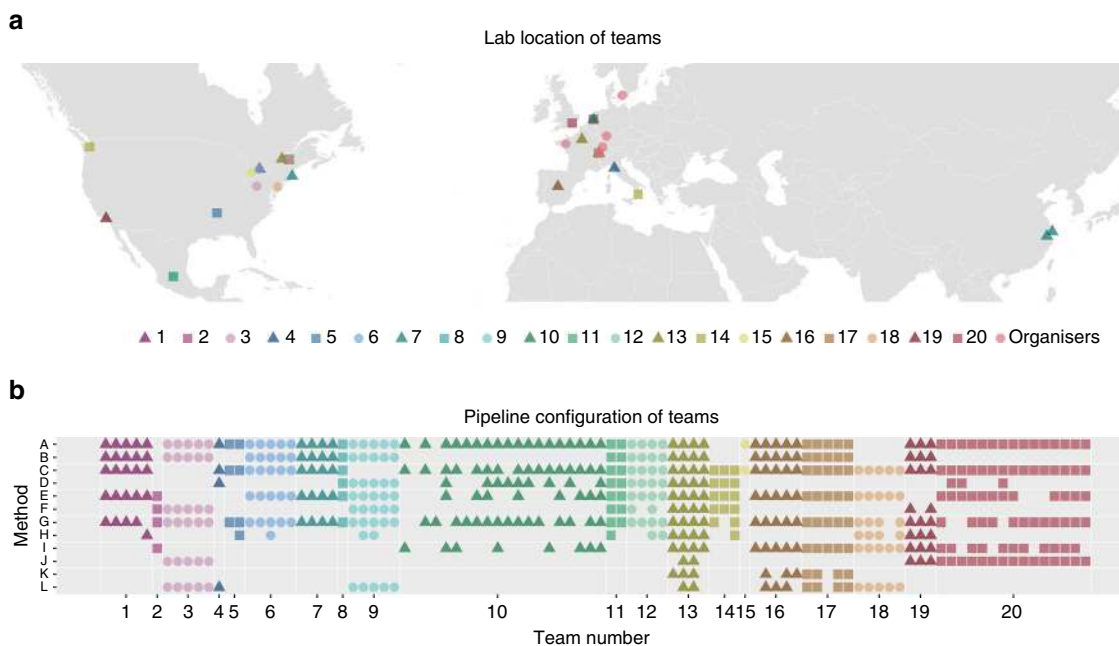 a
Lab location of teams
1 2 3 4 5 6 7 8 9 10 11 12 13 14 15 16 17 18 19 20 Organisers
b
Pipeline configuration of teams
Method
A
B
C
D
E
F
G
H
I
J
K
L
1 2 3 4 5 6 7 8 9 10 11 12 13 14 15 16 17 18 19 20
Team number